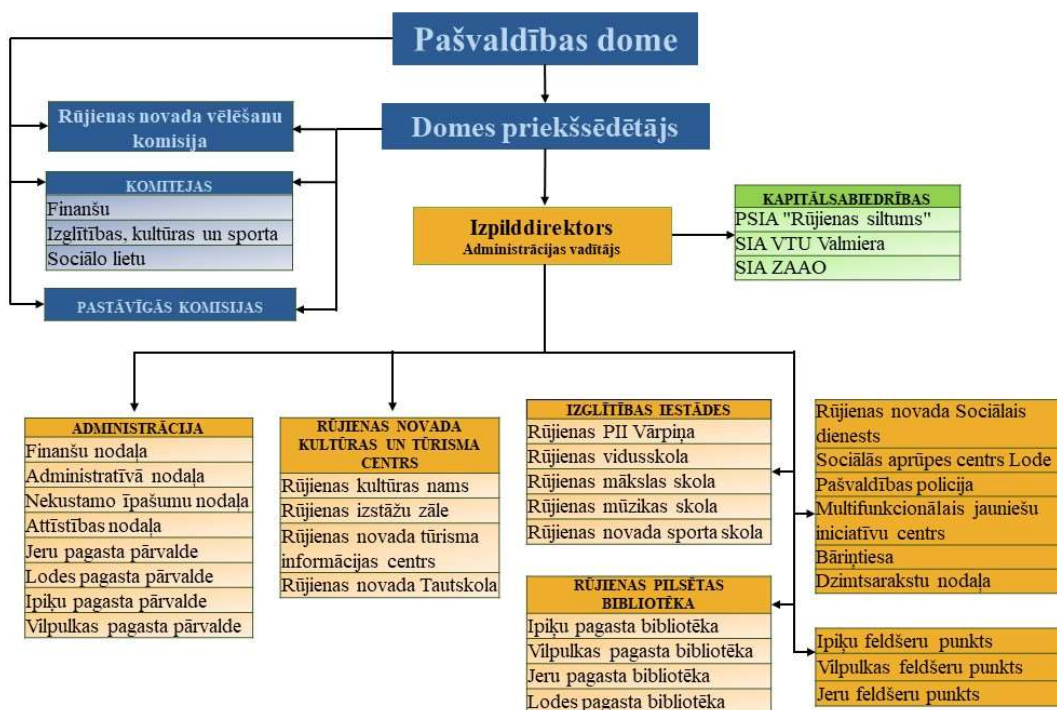 Pašvaldības dome
Domes priekšsēdētājs
Rūjienas novada vēlēšanu
komisija
KOMITEJAS
Finanšu
Izglītības, kultūras un sporta
Sociālo lietu
PASTĀVĪGĀS KOMISIJAS
Izpilddirektors
Administrācijas vadītājs
KAPITĀLSABIEDRĪBAS
PSIA "Rūjienas siltums"
SIA VTU Valmiera
SIA ZAAO
ADMINISTRĀCIJA
Finanšu nodaļa
Administratīvā nodaļa
Nekustamo īpašumu nodaļa
Attīstības nodaļa
Jeru pagasta pārvalde
Lodes pagasta pārvalde
Ipiķu pagasta pārvalde
Vilpulkas pagasta pārvalde
RŪJIENAS NOVADA
KULTŪRAS UN TŪRISMA
CENTRS
Rūjienas kultūras nams
Rūjienas izstāžu zāle
Rūjienas novada tūrisma
informācijas centrs
Rūjienas novada Tautskola
IZGLĪTĪBAS IESTĀDES
Rūjienas PII Vārpiņa
Rūjienas vidusskola
Rūjienas mākslas skola
Rūjienas mūzikas skola
Rūjienas novada sporta skola
RŪJIENAS PILSĒTAS
BIBLIOTĒKA
Ipiķu pagasta bibliotēka
Vilpulkas pagasta bibliotēka
Jeru pagasta bibliotēka
Lodes pagasta bibliotēka
Rūjienas novada Sociālais
dienests
Sociālās aprūpes centrs Lode
Pašvaldības policija
Multifunkcionālais jauniešu
iniciatīvu centrs
Bāriņtiesa
Dzimtsarakstu nodaļa
Ipiķu feldšeru punkts
Vilpulkas feldšeru punkts
Jeru feldšeru punkts